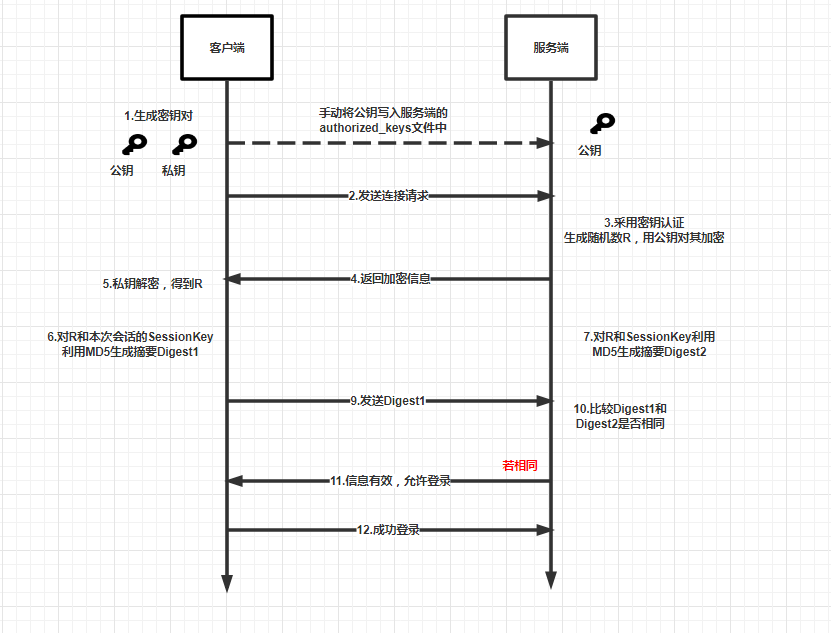 客户端
服务端
1.生成密钥对
公钥
私钥
手动将公钥写入服务端的
authorized_keys文件中
公钥
2.发送连接请求
3.采用密钥认证
生成随机数R，用公钥对其加密
4.返回加密信息
5.私钥解密，得到R
6.对R和本次会话的SessionKey
利用MD5生成摘要Digest1
7.对R和SessionKey利用
MD5生成摘要Digest2
9.发送Digest1
10.比较Digest1和
Digest2是否相同
若相同
11.信息有效，允许登录
12.成功登录